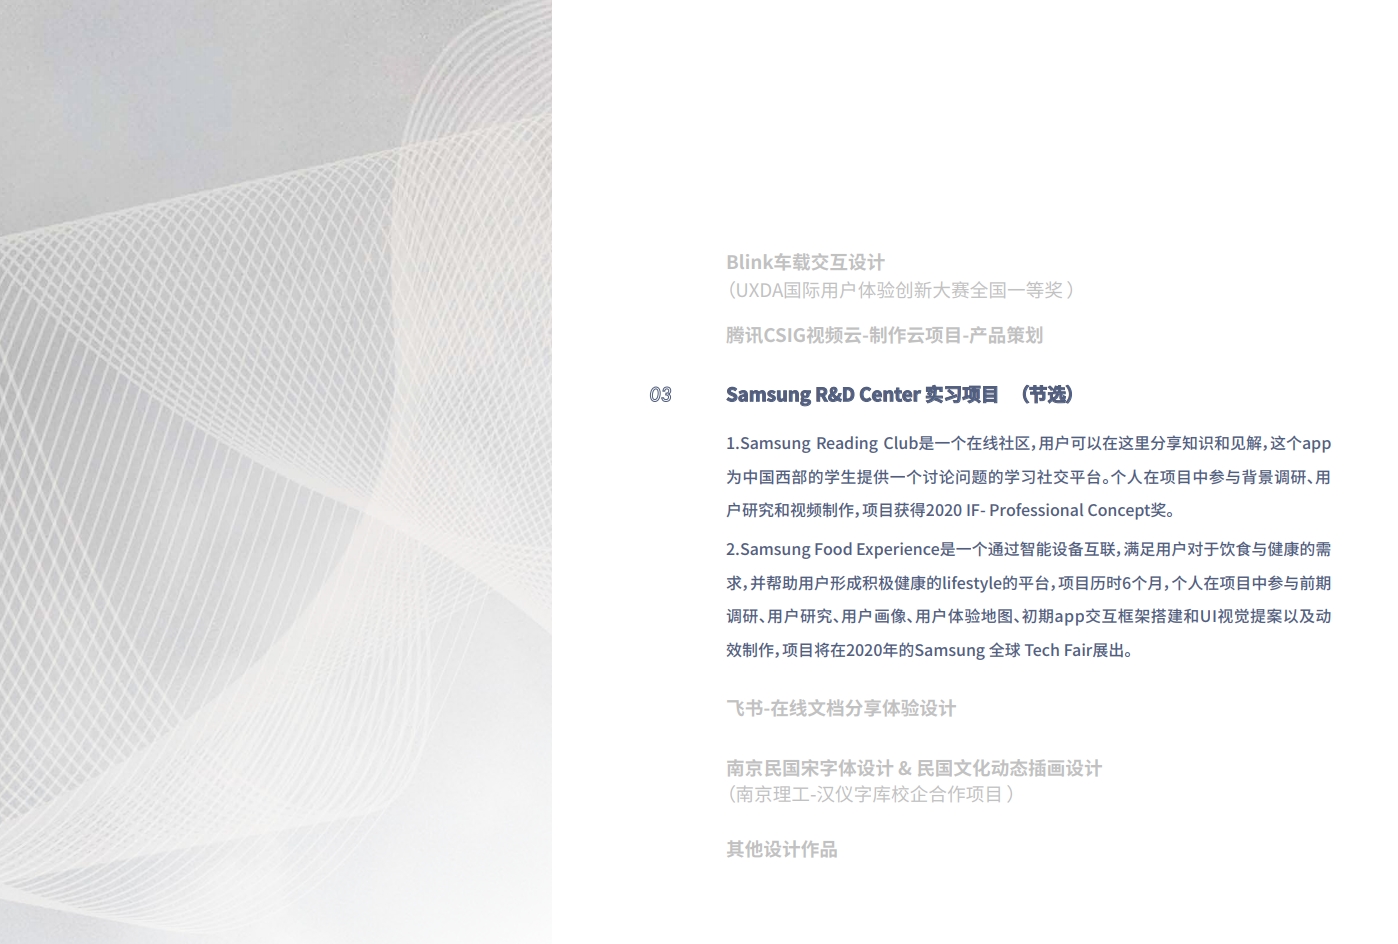 Blink车载交互设计
（UXDA国际用户体验创新大赛全国一等奖）
腾讯CSIG视频云-制作云项目-产品策划
03 Samsung R&D Center 实习项目 （节选）
1.Samsung Reading Club是一个在线社区，用户可以在这里分享知识和见解，这个app
为中国西部的学生提供一个讨论问题的学习社交平台。个人在项目中参与背景调研、用
户研究和视频制作，项目获得2020 IF- Professional Concept奖。
2.Samsung Food Experience是一个通过智能设备互联，满足用户对于饮食与健康的需
求，并帮助用户形成积极健康的lifestyle的平台，项目历时6个月，个人在项目中参与前期
调研、用户研究、用户画像、用户体验地图、初期app交互框架搭建和UI视觉提案以及动
效制作，项目将在2020年的Samsung 全球 Tech Fair展出。
飞书-在线文档分享体验设计
南京民国宋字体设计 & 民国文化动态插画设计
（南京理工-汉仪字库校企合作项目）
其他设计作品